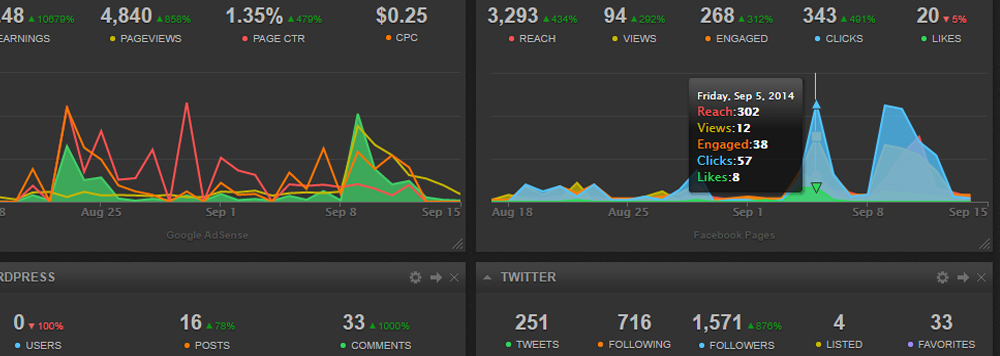 .48 ▲10679% 4,840 ▲858% 1.35% ▲479% $0.25
EARNINGS PAGEVIEWS PAGE CTR CPC
8 Aug 25 Sep 1 Sep 8 Sep 15
Google AdSense
3,293 ▲434% 94 ▲292% 268 ▲312% 343 ▲491% 20 ▼5%
REACH VIEWS ENGAGED CLICKS LIKES
Friday, Sep 5, 2014
Reach:302
Views:12
Engaged:38
Clicks:57
Likes:8
Aug 18 Aug 25 Sep 1 Sep 8 Sep 15
Facebook Pages
RDPRESS
0 ▼100% 16 ▲78% 33 ▲1000%
USERS POSTS COMMENTS
TWITTER
251 716 1,571 ▲876% 4 33
TWEETS FOLLOWING FOLLOWERS LISTED FAVORITES